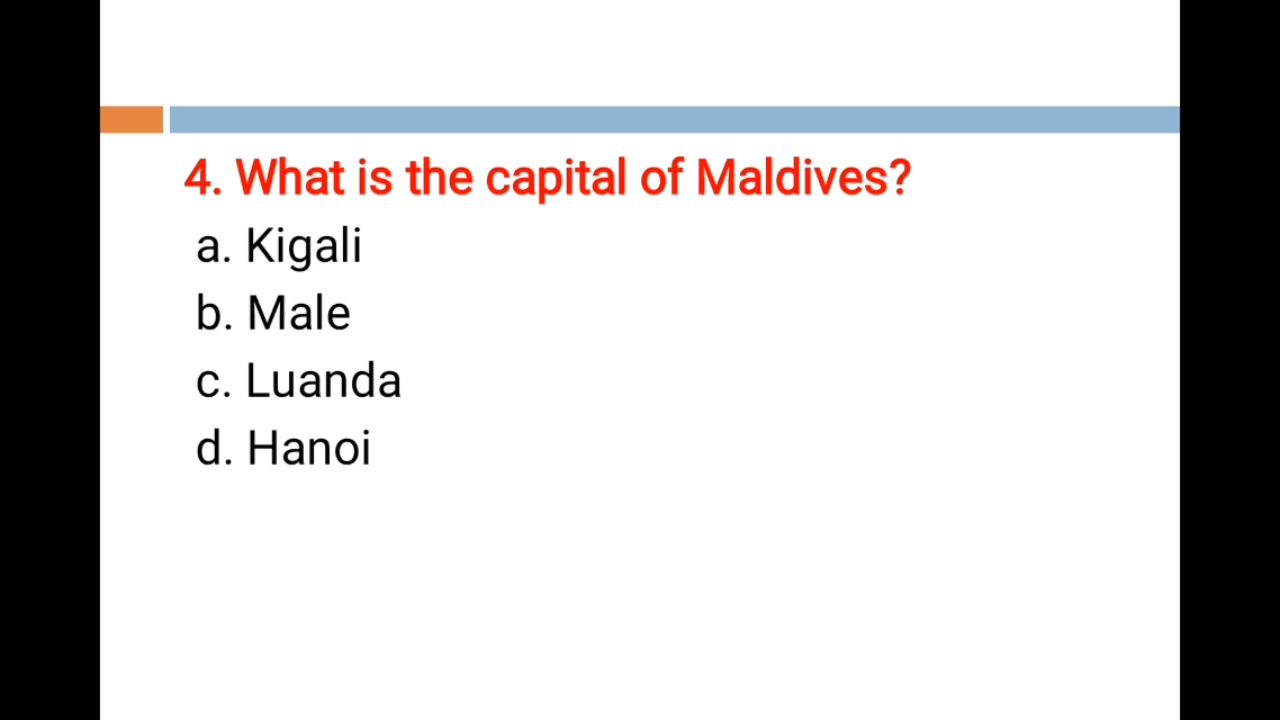 4. What is the capital of Maldives?
a. Kigali
b. Male
c. Luanda
d. Hanoi